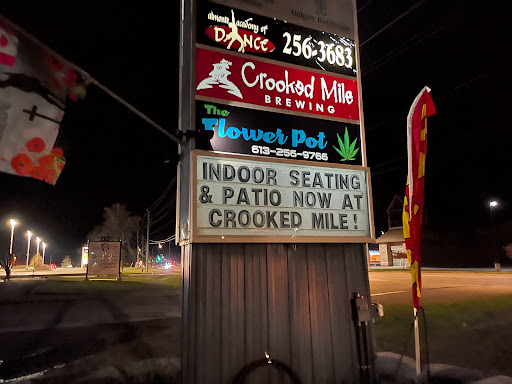 almonte academy of
DANCE
256-3683
Crooked Mile
BREWING
The
Flower Pot
613-256-9766
INDOOR SEATING
& PATIO NOW AT
CROOKED MILE!